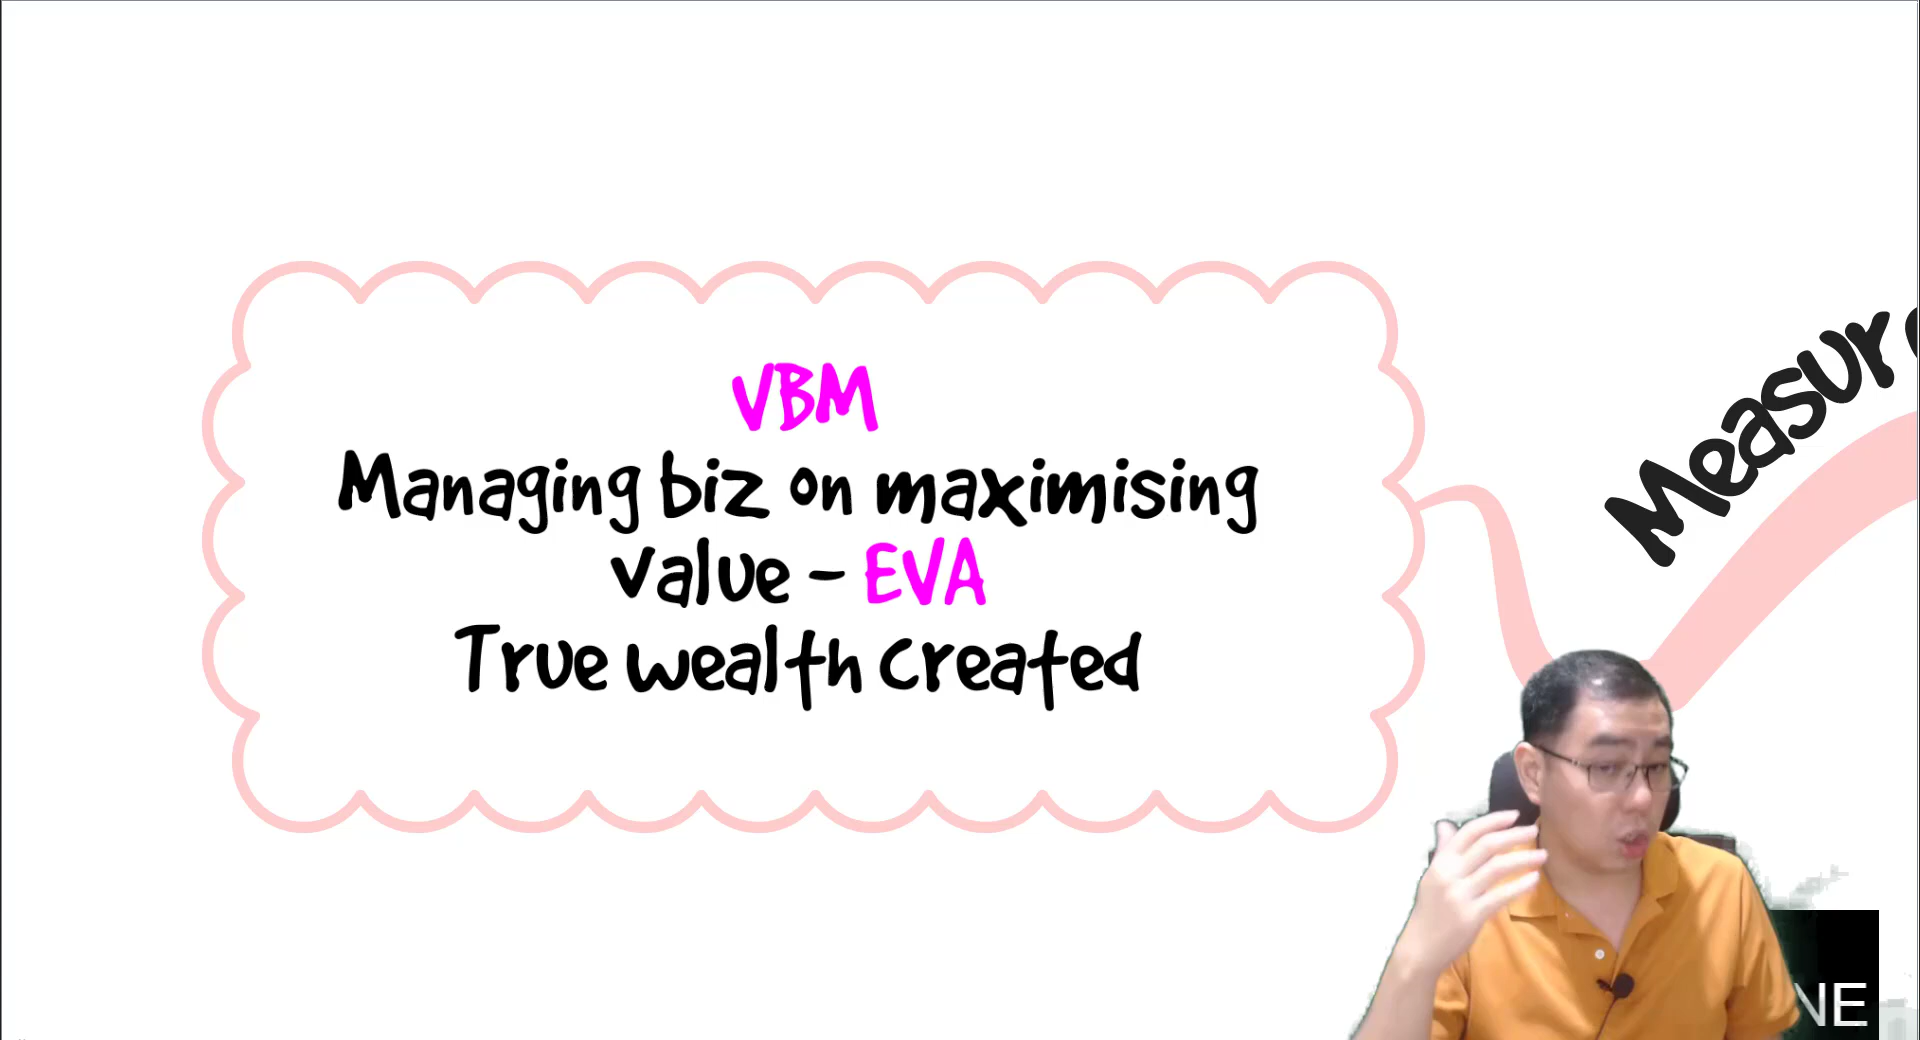 VBM
Managing biz on maximising
value - EVA
True wealth created
Measur
NE